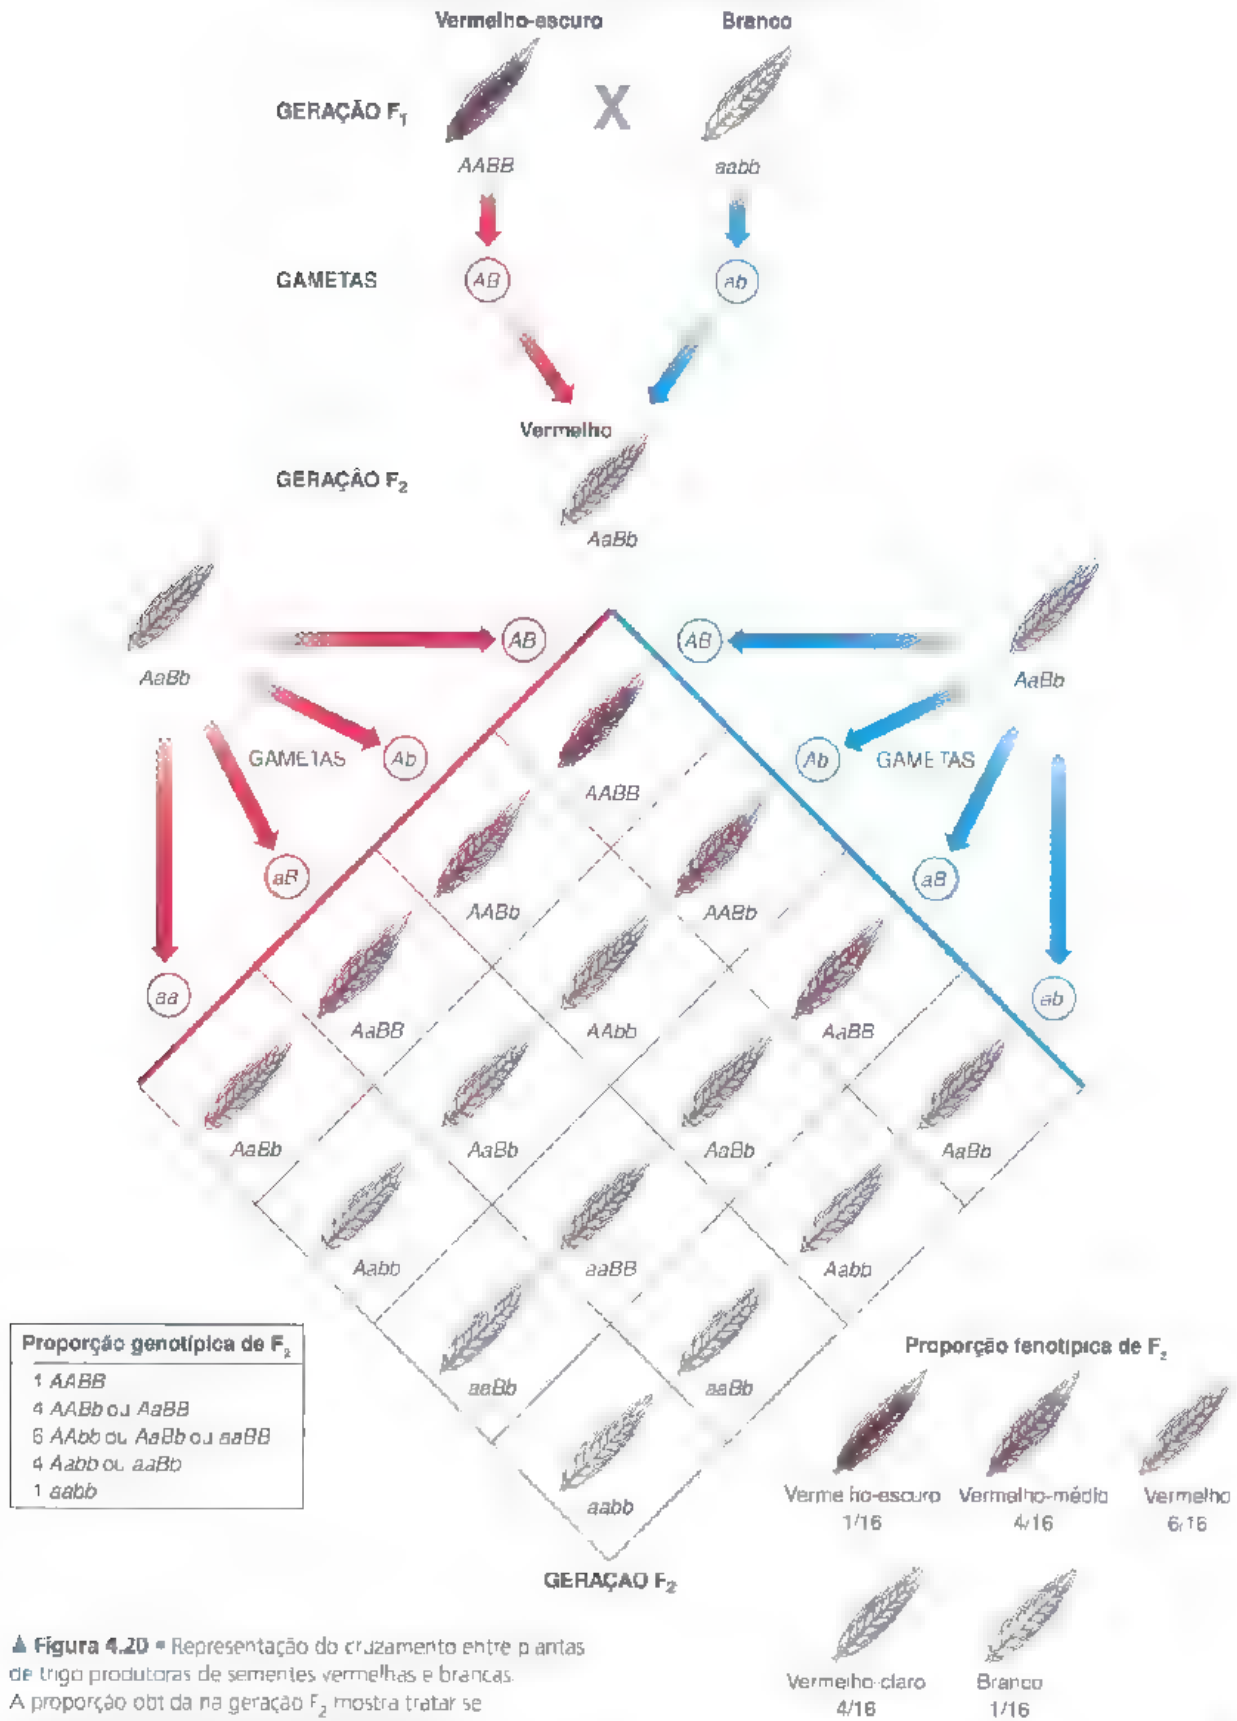 Vermelho-escuro Branco
GERAÇÃO F₁ X
AABB aabb
GAMETAS AB ab
Vermelho
GERAÇÃO F₂
AaBb
AB AB
AaBb AaBb
GAMETAS Ab Ab GAMETAS
AABB
aB aB
AABb AABb
aa ab
AaBB AAbb AaBB
AaBb AaBb AaBb AaBb
Aabb aaBB Aabb
aaBb aaBb
aabb
GERAÇÃO F₂
Proporção genotípica de F₂
1 AABB
4 AABb ou AaBB
6 AAbb ou AaBb ou aaBB
4 Aabb ou aaBb
1 aabb
Proporção fenotípica de F₂
Vermelho-escuro Vermelho-médio Vermelho
1/16 4/16 6/16
Vermelho-claro Branco
4/16 1/16
▲ Figura 4.20 • Representação do cruzamento entre plantas
de trigo produtoras de sementes vermelhas e brancas.
A proporção obtida na geração F₂ mostra tratar se